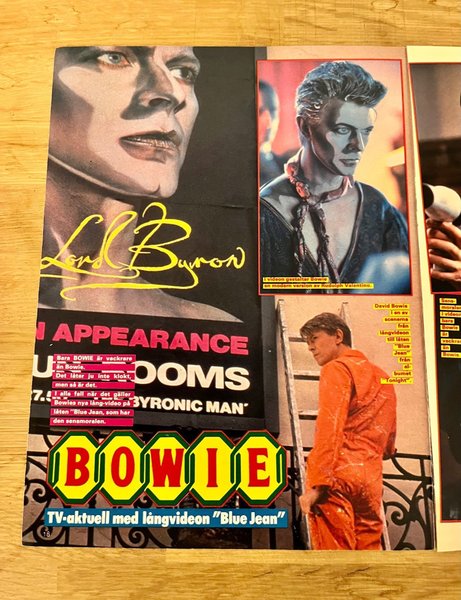 Lord Byron
N APPEARANCE
OOMS
BYRONIC MAN'
I videon gestaltar Bowie
en modern version av Rudolph Valentino.
David Bowie
i en av
scenerna
från
långvideon
till låten
"Blue
Jean"
från
al-
bumet
Tonight".
Bara BOWIE är vackrare
än Bowie.
Det låter ju inte klokt,
men så är det.
I alla fall när det gäller
Bowies nya lång-video på
låten "Blue Jean, som har
den senamoralen.
BOWIE
TV-aktuell med långvideon "Blue Jean"
18